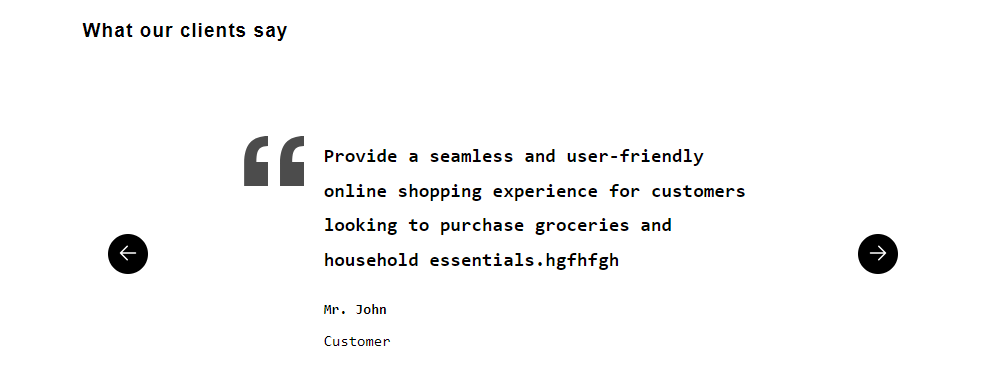 What our clients say
Provide a seamless and user-friendly
online shopping experience for customers
looking to purchase groceries and
household essentials.hgfhfgh
Mr. John
Customer